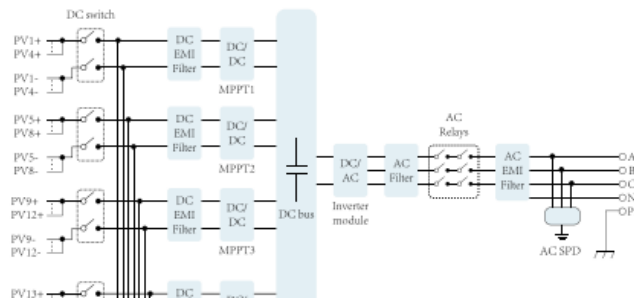 DC switch
PV1+
PV4+
PV1-
PV4-
DC
EMI
Filter
DC/
DC
MPPT1
PV5+
PV8+
PV5-
PV8-
DC
EMI
Filter
DC/
DC
MPPT2
PV9+
PV12+
PV9-
PV12-
DC
EMI
Filter
DC/
DC
MPPT3
PV13+
DC
DC bus
DC/
AC
Inverter
module
AC
Filter
AC
Relays
AC
EMI
Filter
A
B
C
N
P
AC SPD